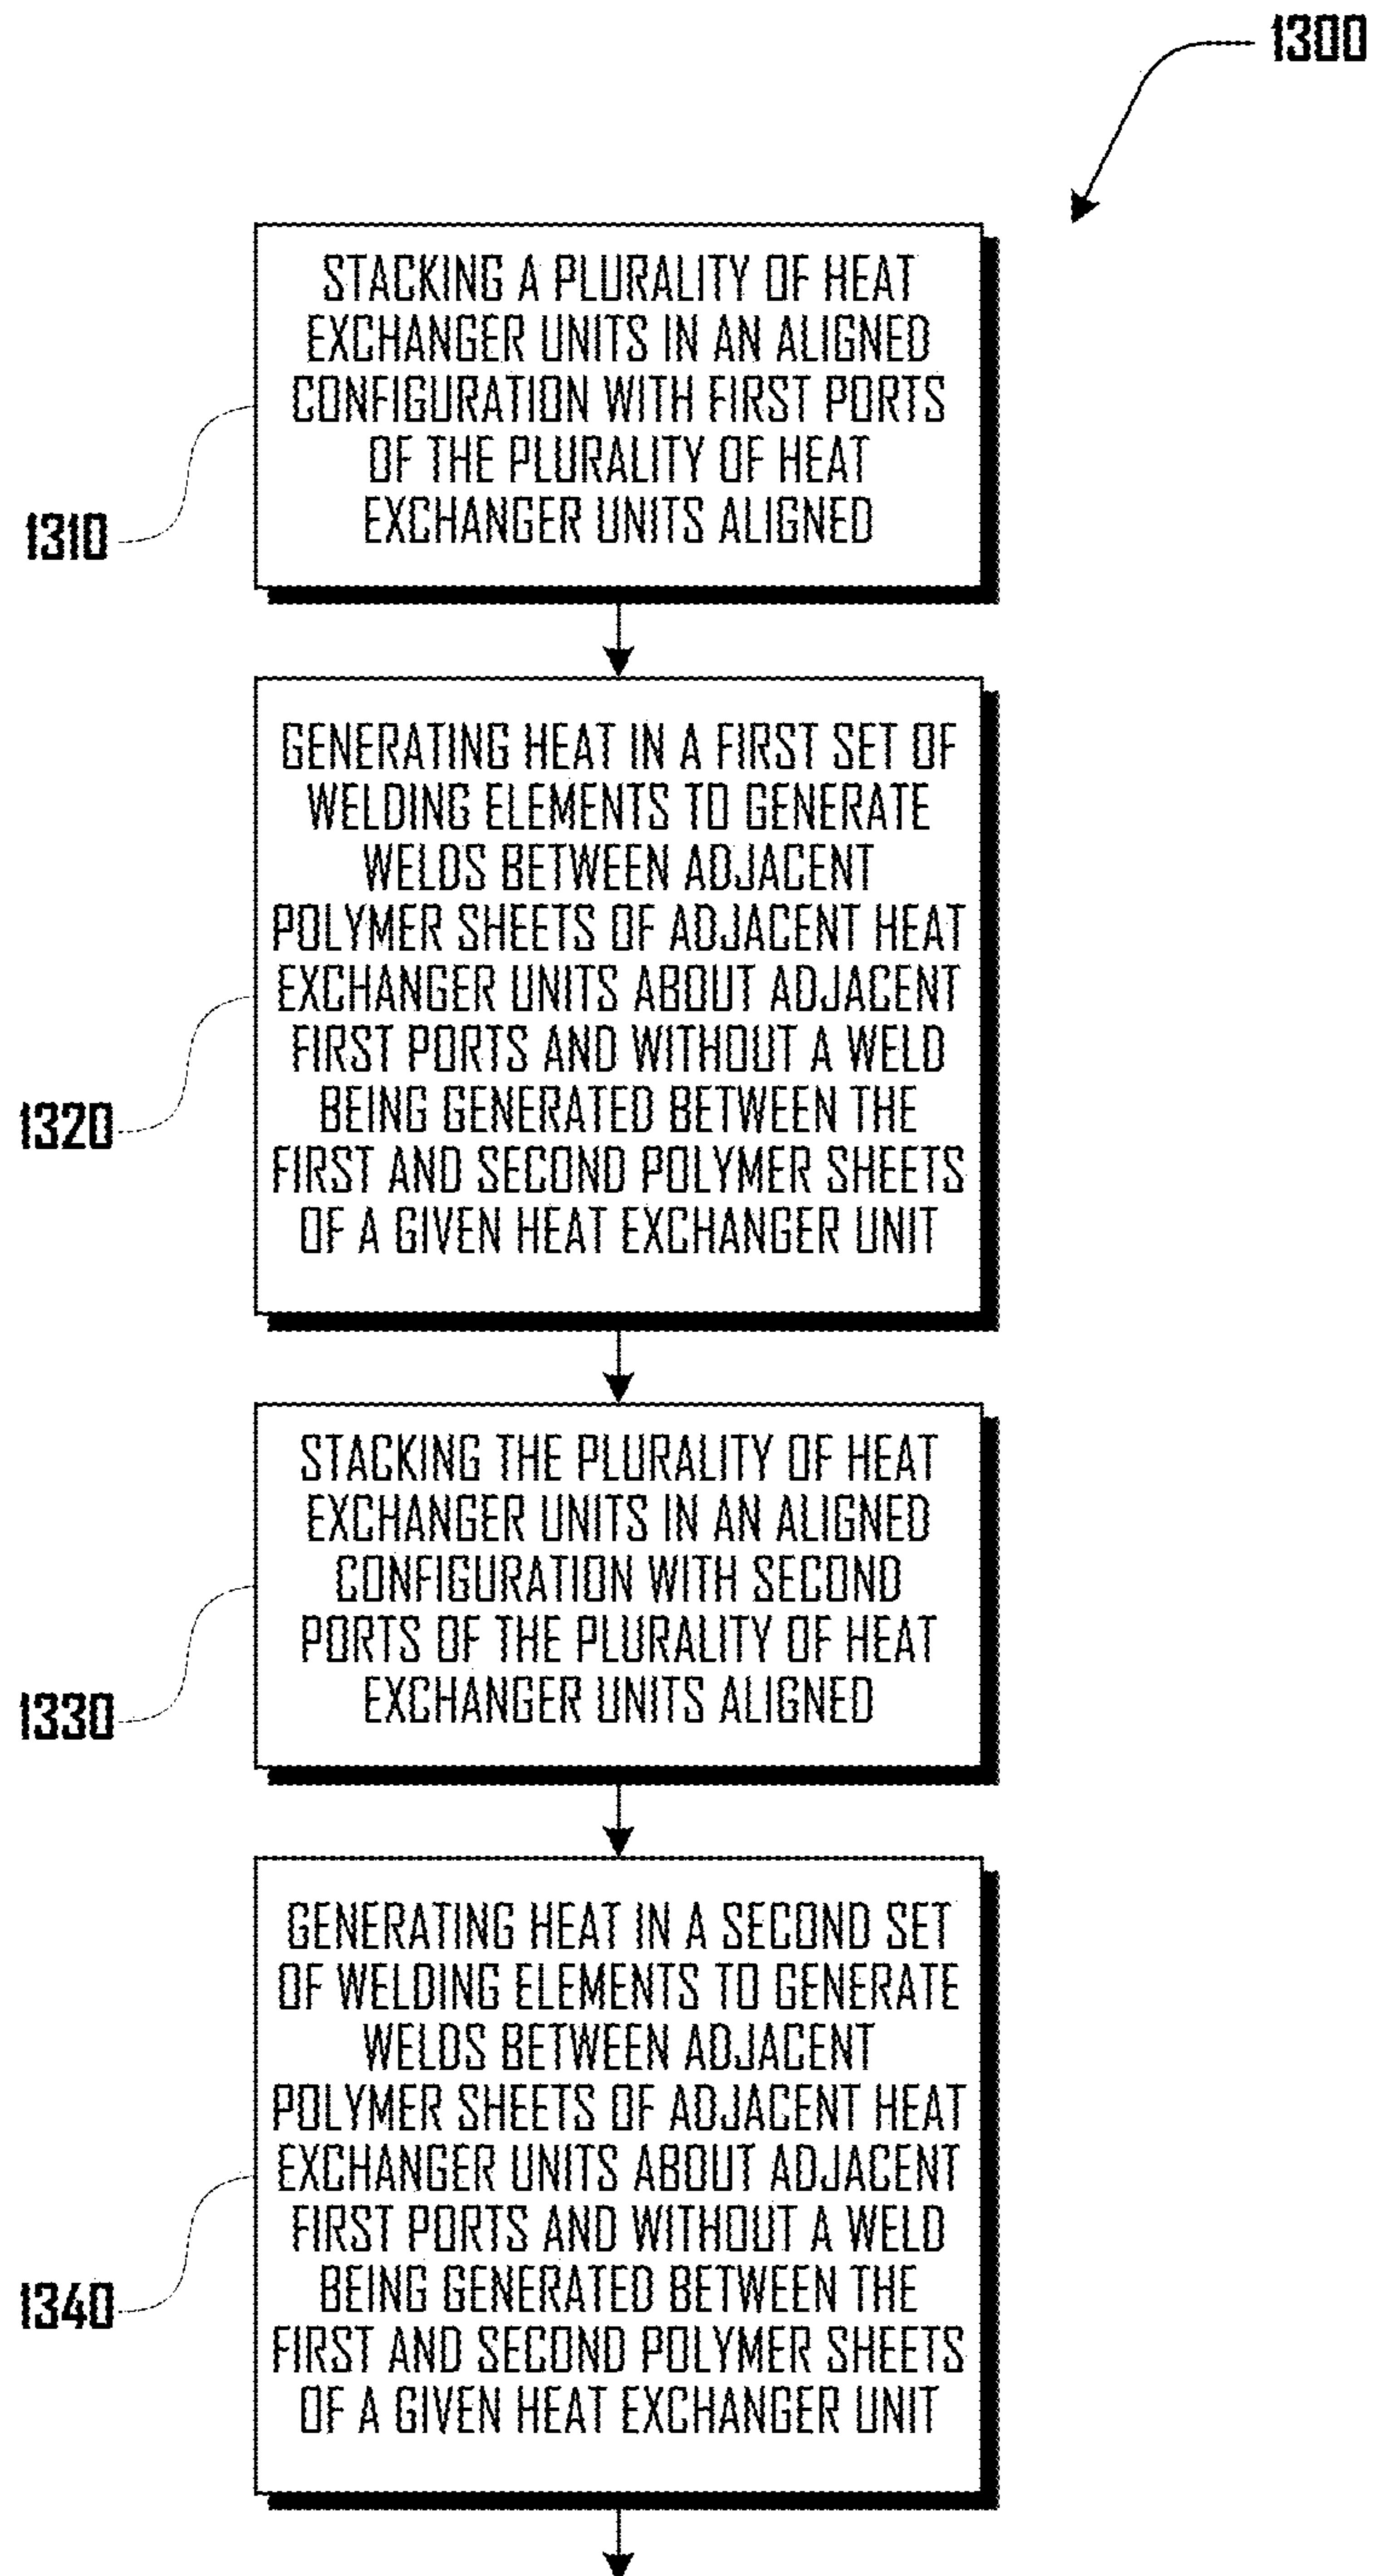 1300
STACKING A PLURALITY OF HEAT
EXCHANGER UNITS IN AN ALIGNED
CONFIGURATION WITH FIRST PORTS
OF THE PLURALITY OF HEAT
EXCHANGER UNITS ALIGNED
1310
GENERATING HEAT IN A FIRST SET OF
WELDING ELEMENTS TO GENERATE
WELDS BETWEEN ADJACENT
POLYMER SHEETS OF ADJACENT HEAT
EXCHANGER UNITS ABOUT ADJACENT
FIRST PORTS AND WITHOUT A WELD
BEING GENERATED BETWEEN THE
FIRST AND SECOND POLYMER SHEETS
OF A GIVEN HEAT EXCHANGER UNIT
1320
STACKING THE PLURALITY OF HEAT
EXCHANGER UNITS IN AN ALIGNED
CONFIGURATION WITH SECOND
PORTS OF THE PLURALITY OF HEAT
EXCHANGER UNITS ALIGNED
1330
GENERATING HEAT IN A SECOND SET
OF WELDING ELEMENTS TO GENERATE
WELDS BETWEEN ADJACENT
POLYMER SHEETS OF ADJACENT HEAT
EXCHANGER UNITS ABOUT ADJACENT
FIRST PORTS AND WITHOUT A WELD
BEING GENERATED BETWEEN THE
FIRST AND SECOND POLYMER SHEETS
OF A GIVEN HEAT EXCHANGER UNIT
1340